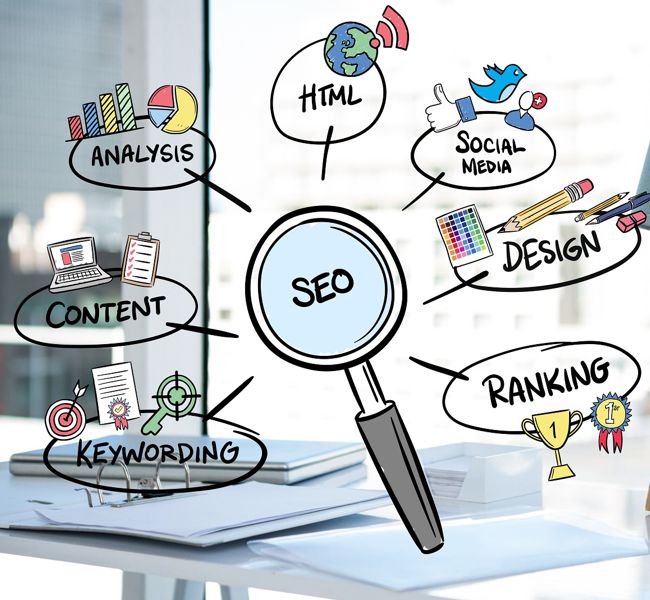 HTML
ANALYSIS
SOCIAL
MEDIA
DESIGN
SEO
CONTENT
RANKING
1
1st
KEYWORDING